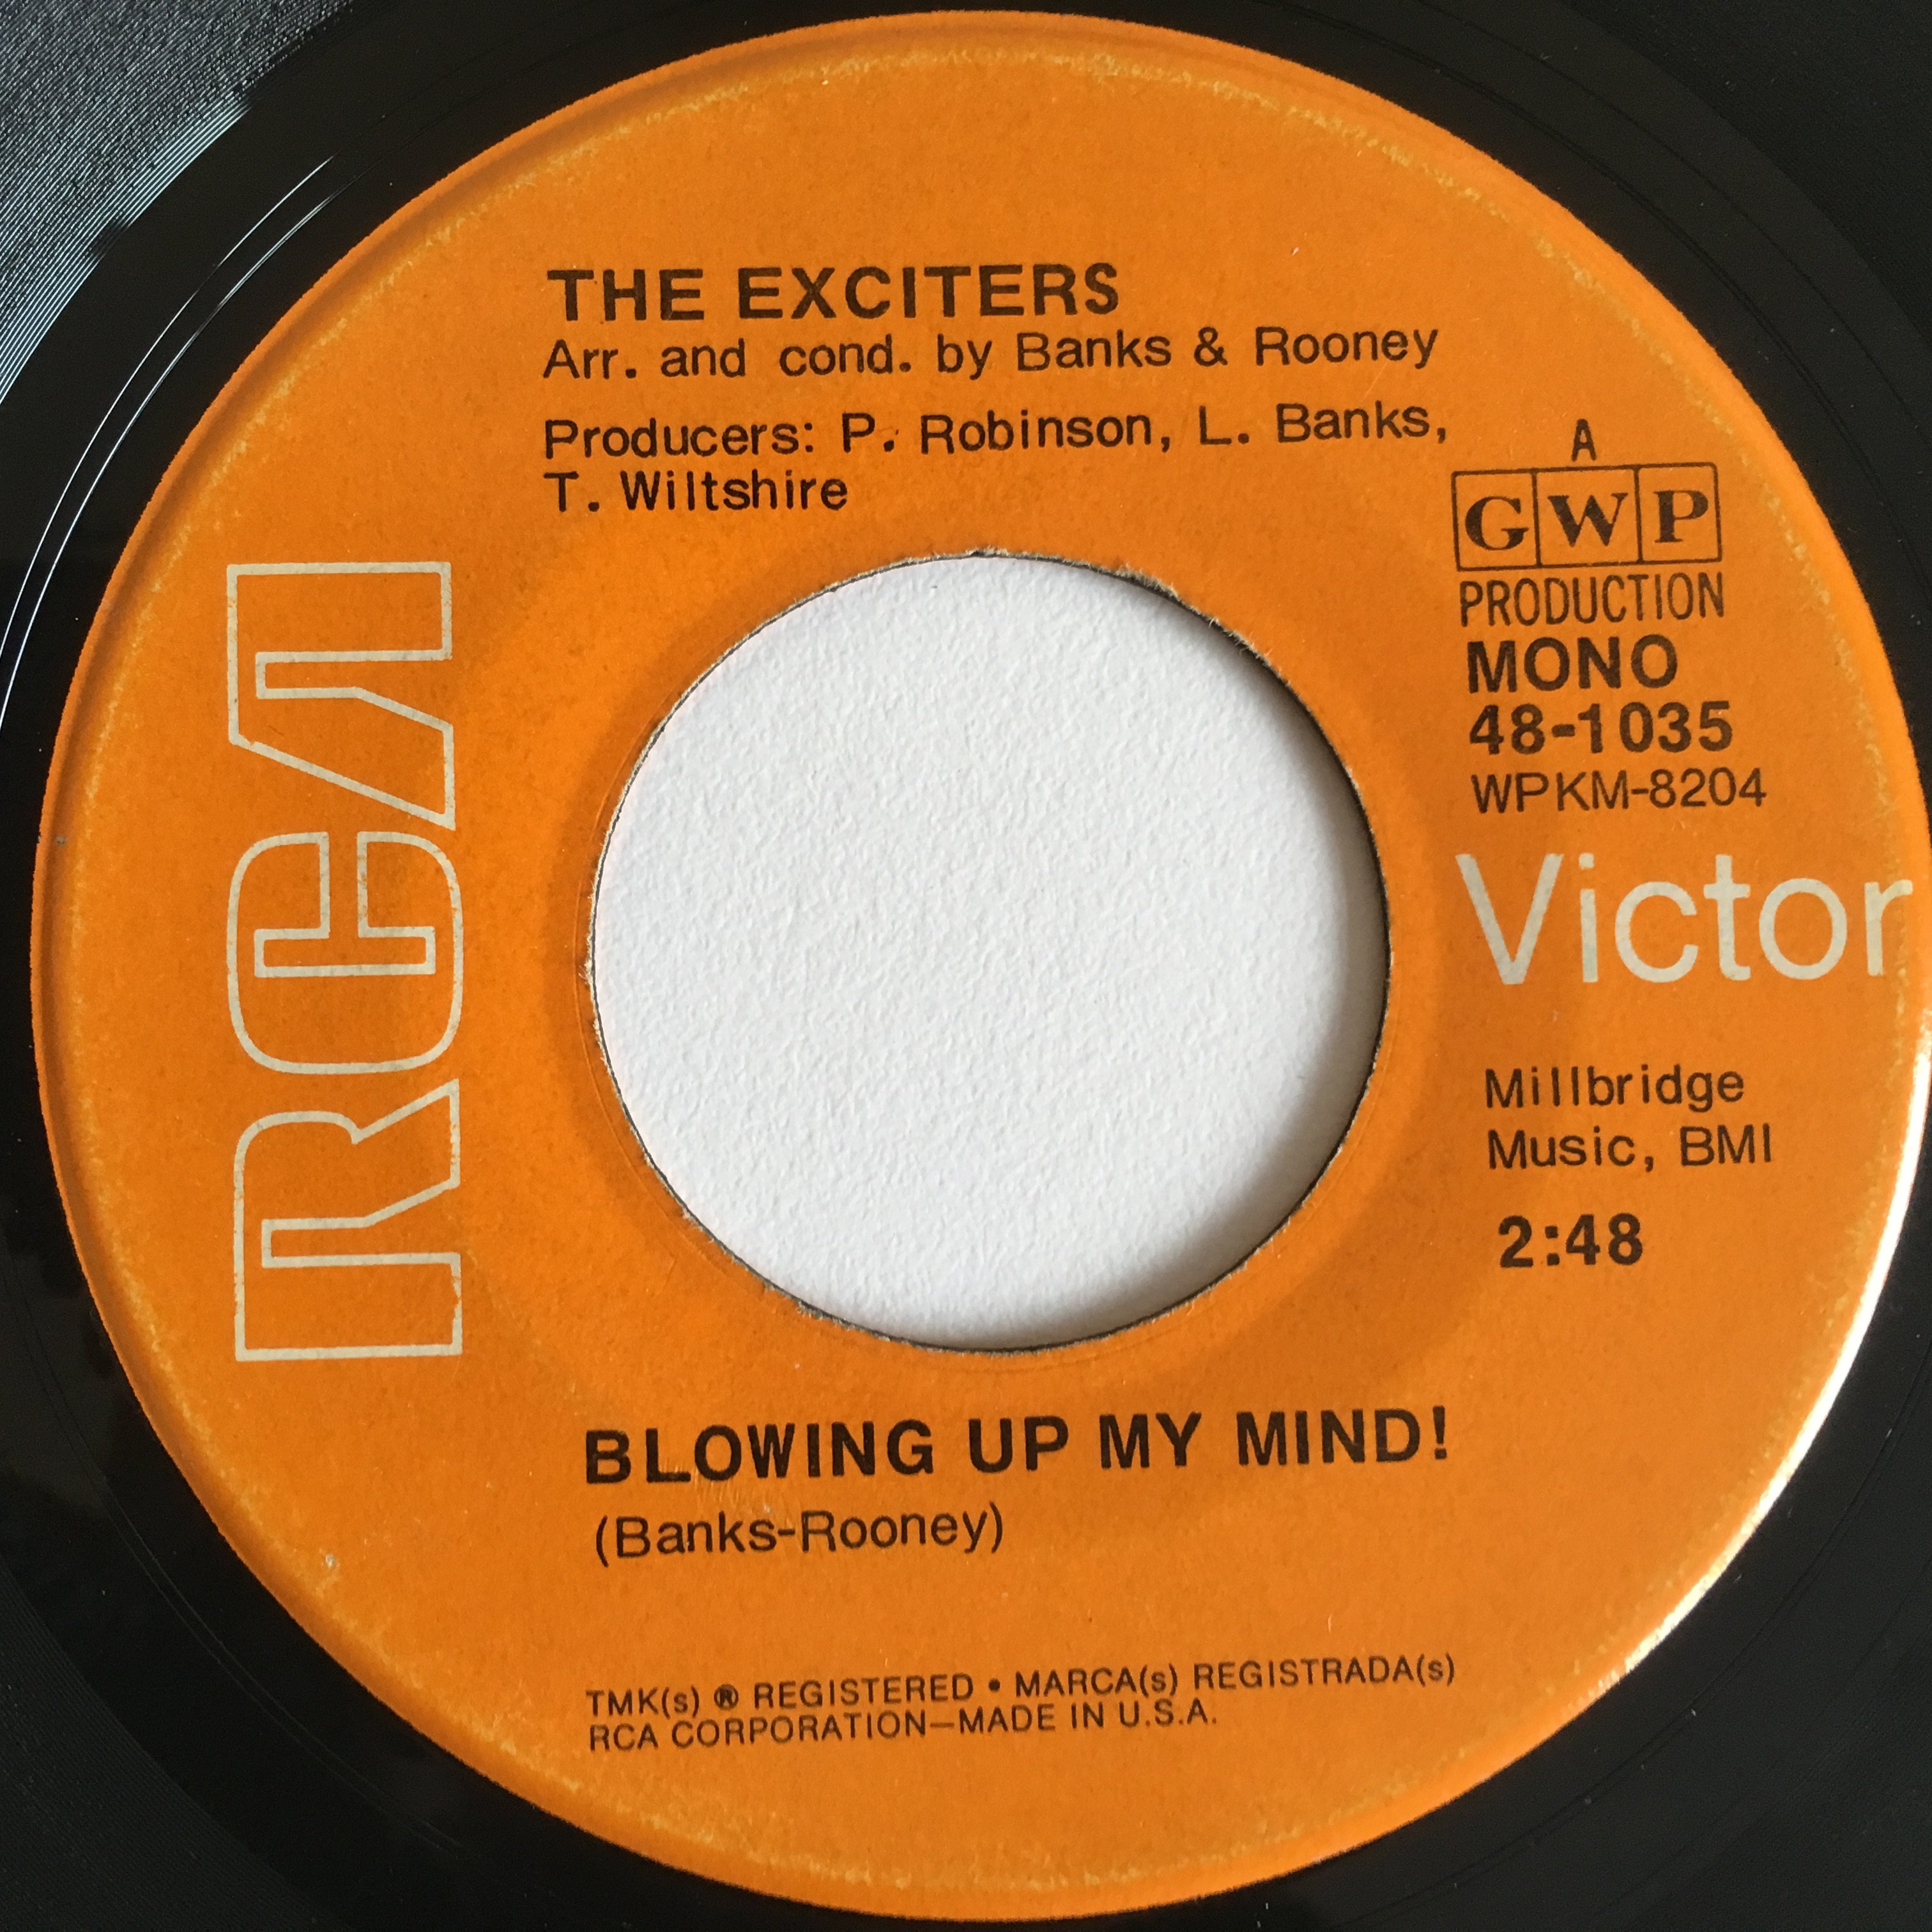 THE EXCITERS
Arr. and cond. by Banks & Rooney
Producers: P. Robinson, L. Banks,
T. Wiltshire
A
GWP
PRODUCTION
MONO
48-1035
WPKM-8204
RCA
Victor
Millbridge
Music, BMI
2:48
BLOWING UP MY MIND!
(Banks-Rooney)
TMK(s) ® REGISTERED • MARCA(s) REGISTRADA(s)
RCA CORPORATION—MADE IN U.S.A.